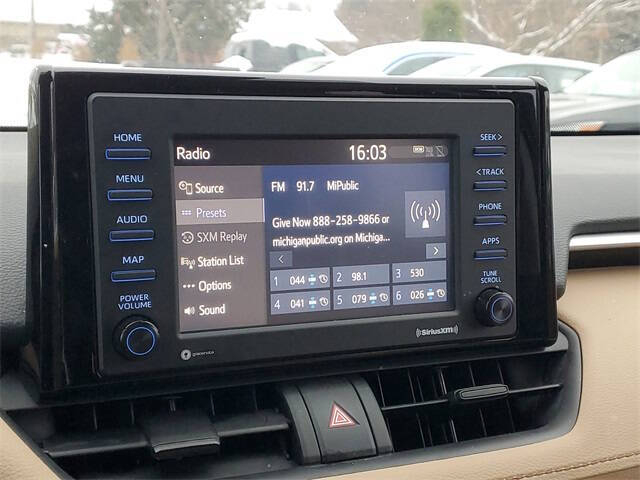 HOME
MENU
AUDIO
MAP
POWER
VOLUME
Radio
16:03
DCM
Source
Presets
SXM Replay
Station List
Options
Sound
FM 91.7 MiPublic
Give Now 888-258-9866 or
michiganpublic.org on Michiga...
1 044 2 98.1 3 530
4 041 5 079 6 026
SEEK >
< TRACK
PHONE
APPS
TUNE
SCROLL
gracenote
((SiriusXM))